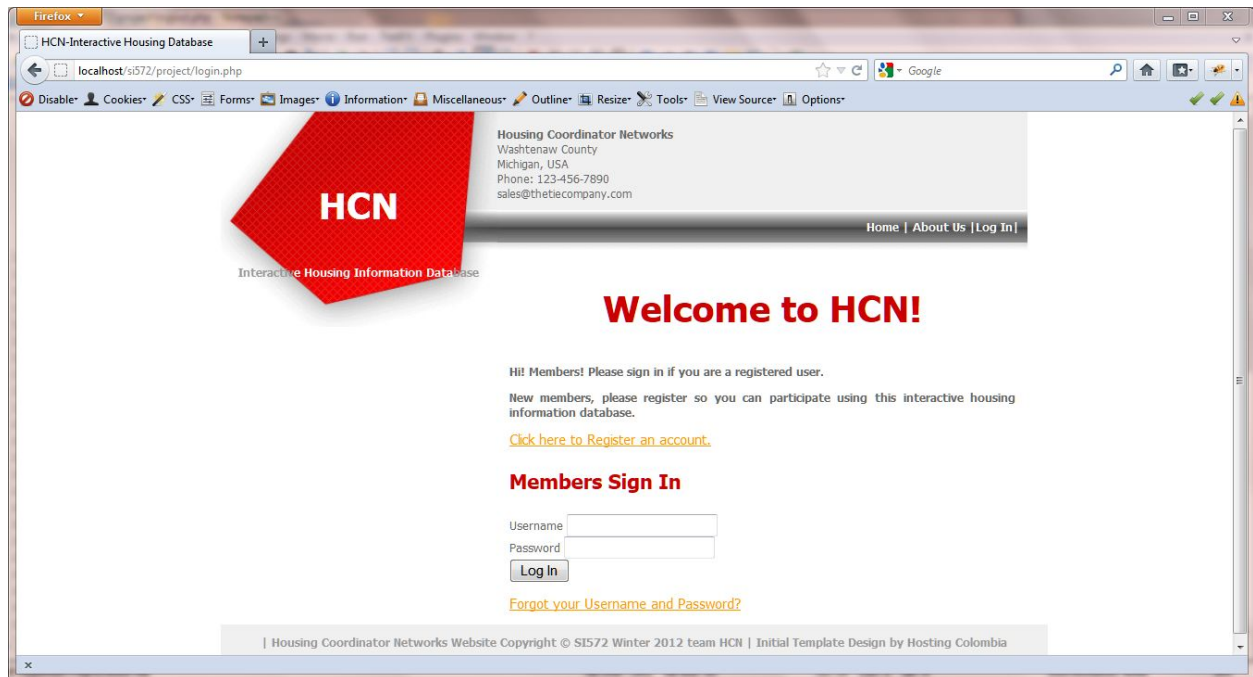 Firefox
HCN-Interactive Housing Database
+
localhost/si572/project/login.php
Google
Disable Cookies CSS Forms Images Information Miscellaneous Outline Resize Tools View Source Options
Housing Coordinator Networks
Washtenaw County
Michigan, USA
Phone: 123-456-7890
sales@thetiecompany.com
HCN
Home | About Us |Log In|
Interactive Housing Information Database
Welcome to HCN!
Hi! Members! Please sign in if you are a registered user.
New members, please register so you can participate using this interactive housing
information database.
Click here to Register an account.
Members Sign In
Username
Password
Log In
Forgot your Username and Password?
| Housing Coordinator Networks Website Copyright © SI572 Winter 2012 team HCN | Initial Template Design by Hosting Colombia
x